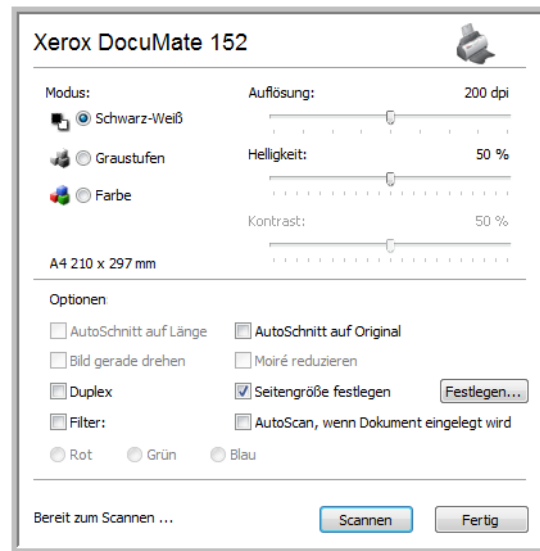 Xerox DocuMate 152
Modus:
Auflösung: 200 dpi
Schwarz-Weiß
Graustufen
Helligkeit: 50 %
Farbe
Kontrast: 50 %
A4 210 x 297 mm
Optionen
AutoSchnitt auf Länge
AutoSchnitt auf Original
Bild gerade drehen
Moiré reduzieren
Duplex
Seitengröße festlegen
Festlegen...
Filter:
AutoScan, wenn Dokument eingelegt wird
Rot
Grün
Blau
Bereit zum Scannen ...
Scannen
Fertig